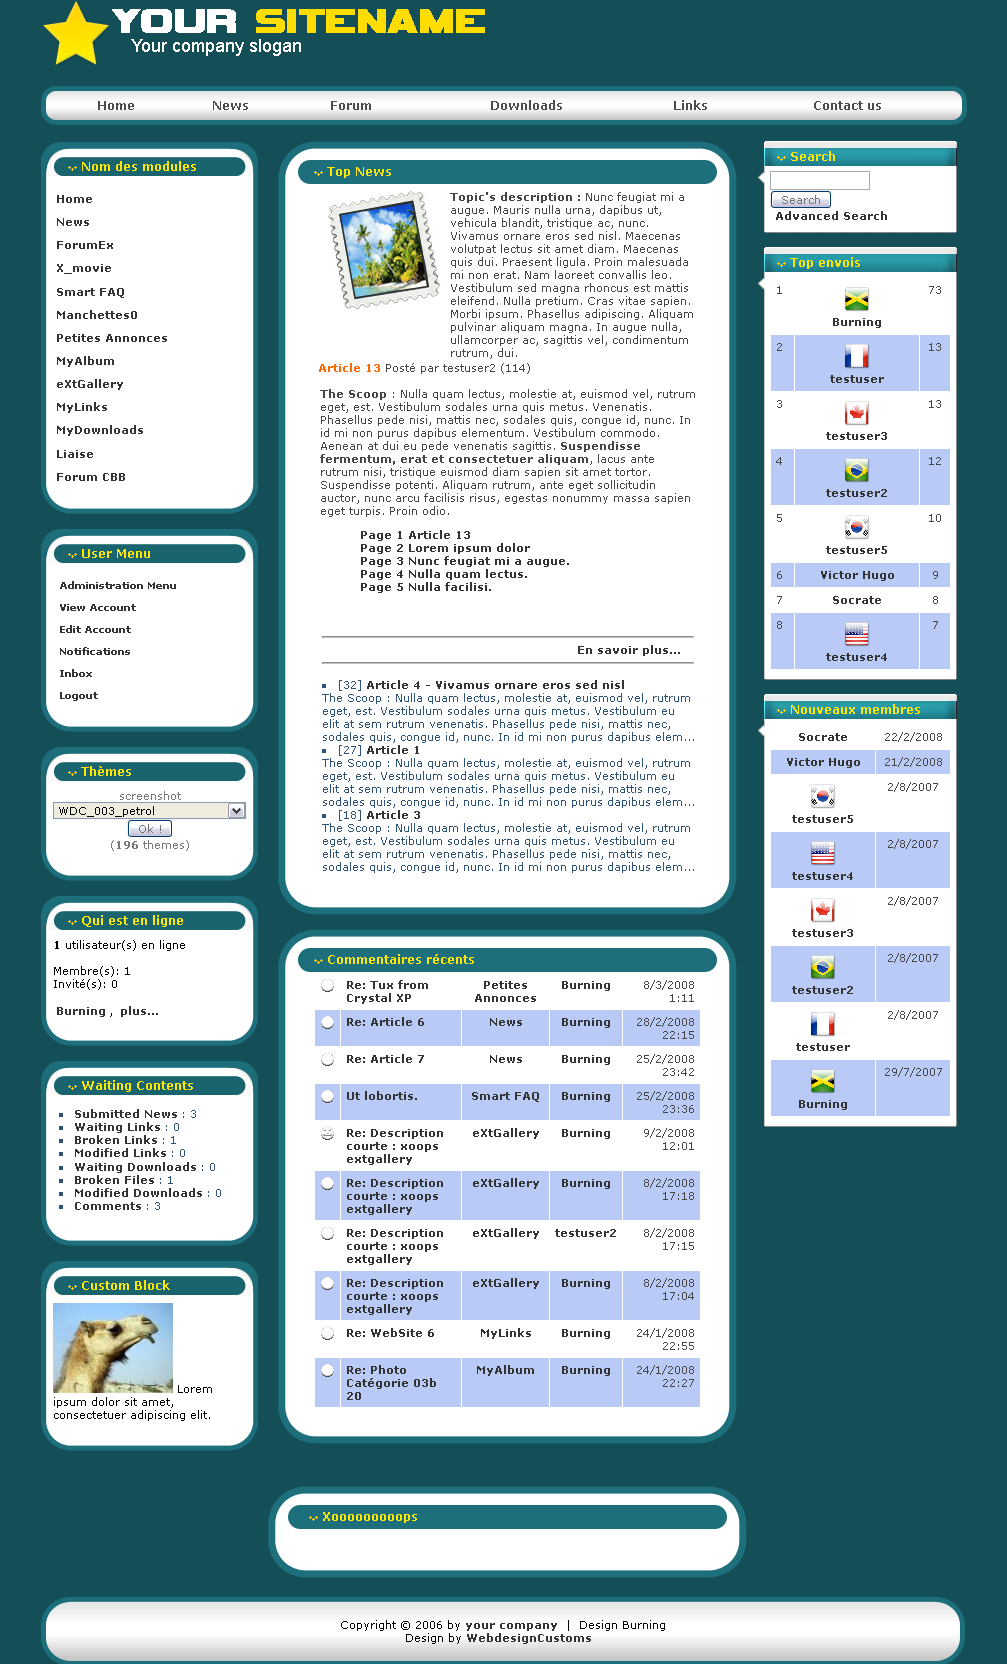 YOUR SITENAME
Your company slogan
Home News Forum Downloads Links Contact us
Nom des modules
Home
News
ForumEx
X_movie
Smart FAQ
Manchettes0
Petites Annonces
MyAlbum
eXtGallery
MyLinks
MyDownloads
Liaise
Forum CBB
User Menu
Administration Menu
View Account
Edit Account
Notifications
Inbox
Logout
Thèmes
screenshot
WDC_003_petrol
Ok !
(196 themes)
Qui est en ligne
1 utilisateur(s) en ligne
Membre(s): 1
Invité(s): 0
Burning , plus...
Waiting Contents
Submitted News : 3
Waiting Links : 0
Broken Links : 1
Modified Links : 0
Waiting Downloads : 0
Broken Files : 1
Modified Downloads : 0
Comments : 3
Custom Block
Lorem
ipsum dolor sit amet,
consectetuer adipiscing elit.
Top News
Topic's description : Nunc feugiat mi a
augue. Mauris nulla urna, dapibus ut,
vehicula blandit, tristique ac, nunc.
Vivamus ornare eros sed nisl. Maecenas
volutpat lectus sit amet diam. Maecenas
quis dui. Praesent ligula. Proin malesuada
mi non erat. Nam laoreet convallis leo.
Vestibulum sed magna rhoncus est mattis
eleifend. Nulla pretium. Cras vitae sapien.
Morbi ipsum. Phasellus adipiscing. Aliquam
pulvinar aliquam magna. In augue nulla,
ullamcorper ac, sagittis vel, condimentum
rutrum, dui.
Article 13 Posté par testuser2 (114)
The Scoop : Nulla quam lectus, molestie at, euismod vel, rutrum
eget, est. Vestibulum sodales urna quis metus. Venenatis.
Phasellus pede nisi, mattis nec, sodales quis, congue id, nunc. In
id mi non purus dapibus elementum. Vestibulum commodo.
Aenean at dui eu pede venenatis sagittis. Suspendisse
fermentum, erat et consectetuer aliquam, lacus ante
rutrum nisi, tristique euismod diam sapien sit amet tortor.
Suspendisse potenti. Aliquam rutrum, ante eget sollicitudin
auctor, nunc arcu facilisis risus, egestas nonummy massa sapien
eget turpis. Proin odio.
Page 1 Article 13
Page 2 Lorem ipsum dolor
Page 3 Nunc feugiat mi a augue.
Page 4 Nulla quam lectus.
Page 5 Nulla facilisi.
En savoir plus...
[32] Article 4 - Vivamus ornare eros sed nisl
The Scoop : Nulla quam lectus, molestie at, euismod vel, rutrum
eget, est. Vestibulum sodales urna quis metus. Vestibulum eu
elit at sem rutrum venenatis. Phasellus pede nisi, mattis nec,
sodales quis, congue id, nunc. In id mi non purus dapibus elem...
[27] Article 1
The Scoop : Nulla quam lectus, molestie at, euismod vel, rutrum
eget, est. Vestibulum sodales urna quis metus. Vestibulum eu
elit at sem rutrum venenatis. Phasellus pede nisi, mattis nec,
sodales quis, congue id, nunc. In id mi non purus dapibus elem...
[18] Article 3
The Scoop : Nulla quam lectus, molestie at, euismod vel, rutrum
eget, est. Vestibulum sodales urna quis metus. Vestibulum eu
elit at sem rutrum venenatis. Phasellus pede nisi, mattis nec,
sodales quis, congue id, nunc. In id mi non purus dapibus elem...
Commentaires récents
Re: Tux from Petites Burning 8/3/2008
Crystal XP Annonces 1:11
Re: Article 6 News Burning 28/2/2008
22:15
Re: Article 7 News Burning 25/2/2008
23:42
Ut lobortis. Smart FAQ Burning 25/2/2008
23:36
Re: Description eXtGallery Burning 9/2/2008
courte : xoops 12:01
extgallery
Re: Description eXtGallery Burning 8/2/2008
courte : xoops 17:18
extgallery
Re: Description eXtGallery testuser2 8/2/2008
courte : xoops 17:15
extgallery
Re: Description eXtGallery Burning 8/2/2008
courte : xoops 17:04
extgallery
Re: WebSite 6 MyLinks Burning 24/1/2008
22:55
Re: Photo MyAlbum Burning 24/1/2008
Catégorie 03b 22:27
20
Search
Search
Advanced Search
Top envois
1 73
Burning
2 13
testuser
3 13
testuser3
4 12
testuser2
5 10
testuser5
6 Victor Hugo 9
7 Socrate 8
8 7
testuser4
Nouveaux membres
Socrate 22/2/2008
Victor Hugo 21/2/2008
2/8/2007
testuser5
2/8/2007
testuser4
2/8/2007
testuser3
2/8/2007
testuser2
2/8/2007
testuser
29/7/2007
Burning
Xooooooooops
Copyright © 2006 by your company | Design Burning
Design by WebdesignCustoms